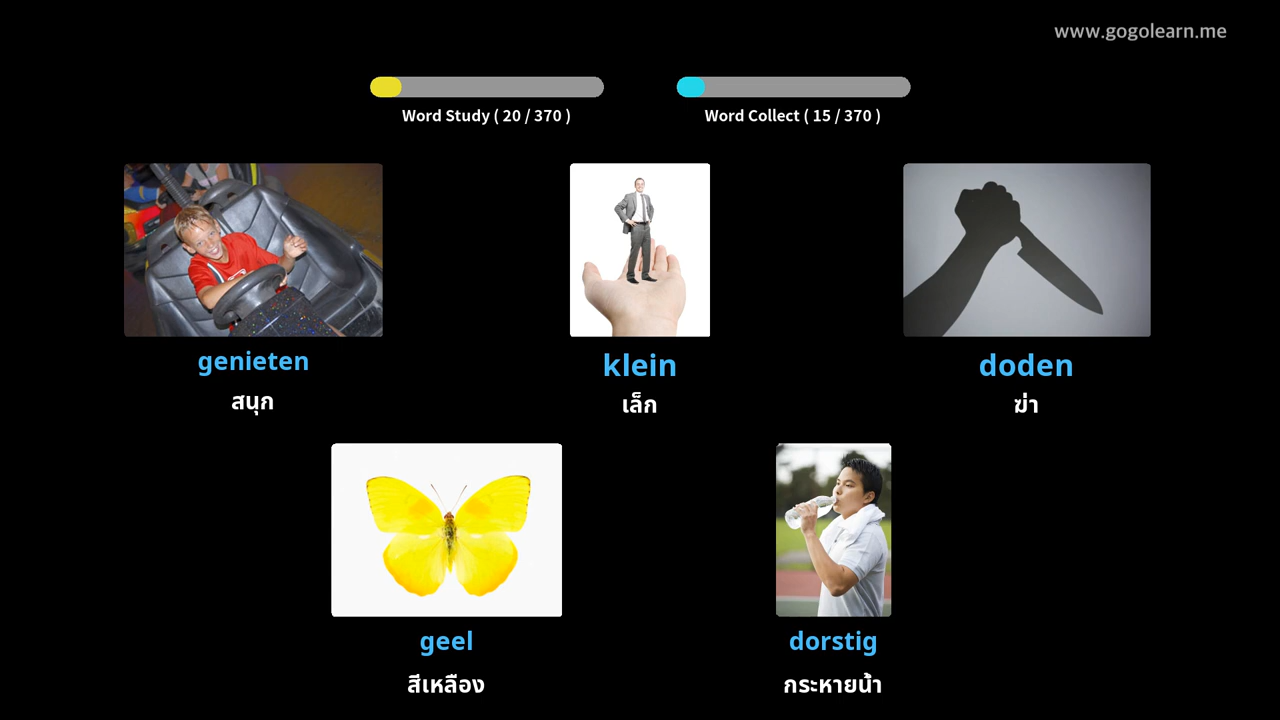 www.gogolearn.me
Word Study ( 20 / 370 )
Word Collect ( 15 / 370 )
genieten
สนุก
klein
เล็ก
doden
ฆ่า
geel
สีเหลือง
dorstig
กระหายน้ำ